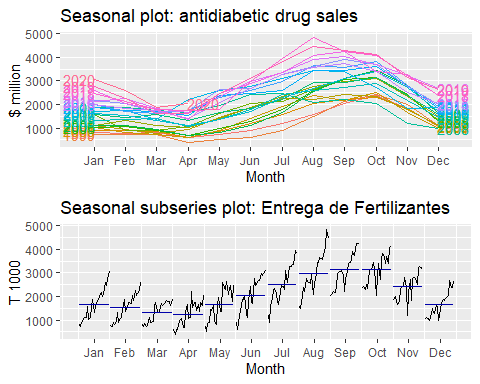 Seasonal plot: antidiabetic drug sales
5000
4000
3000
2000
1000
$ million
2020
2020
Jan Feb Mar Apr May Jun Jul Aug Sep Oct Nov Dec
Month
Seasonal subseries plot: Entrega de Fertilizantes
5000
4000
3000
2000
1000
T 1000
Jan Feb Mar Apr May Jun Jul Aug Sep Oct Nov Dec
Month